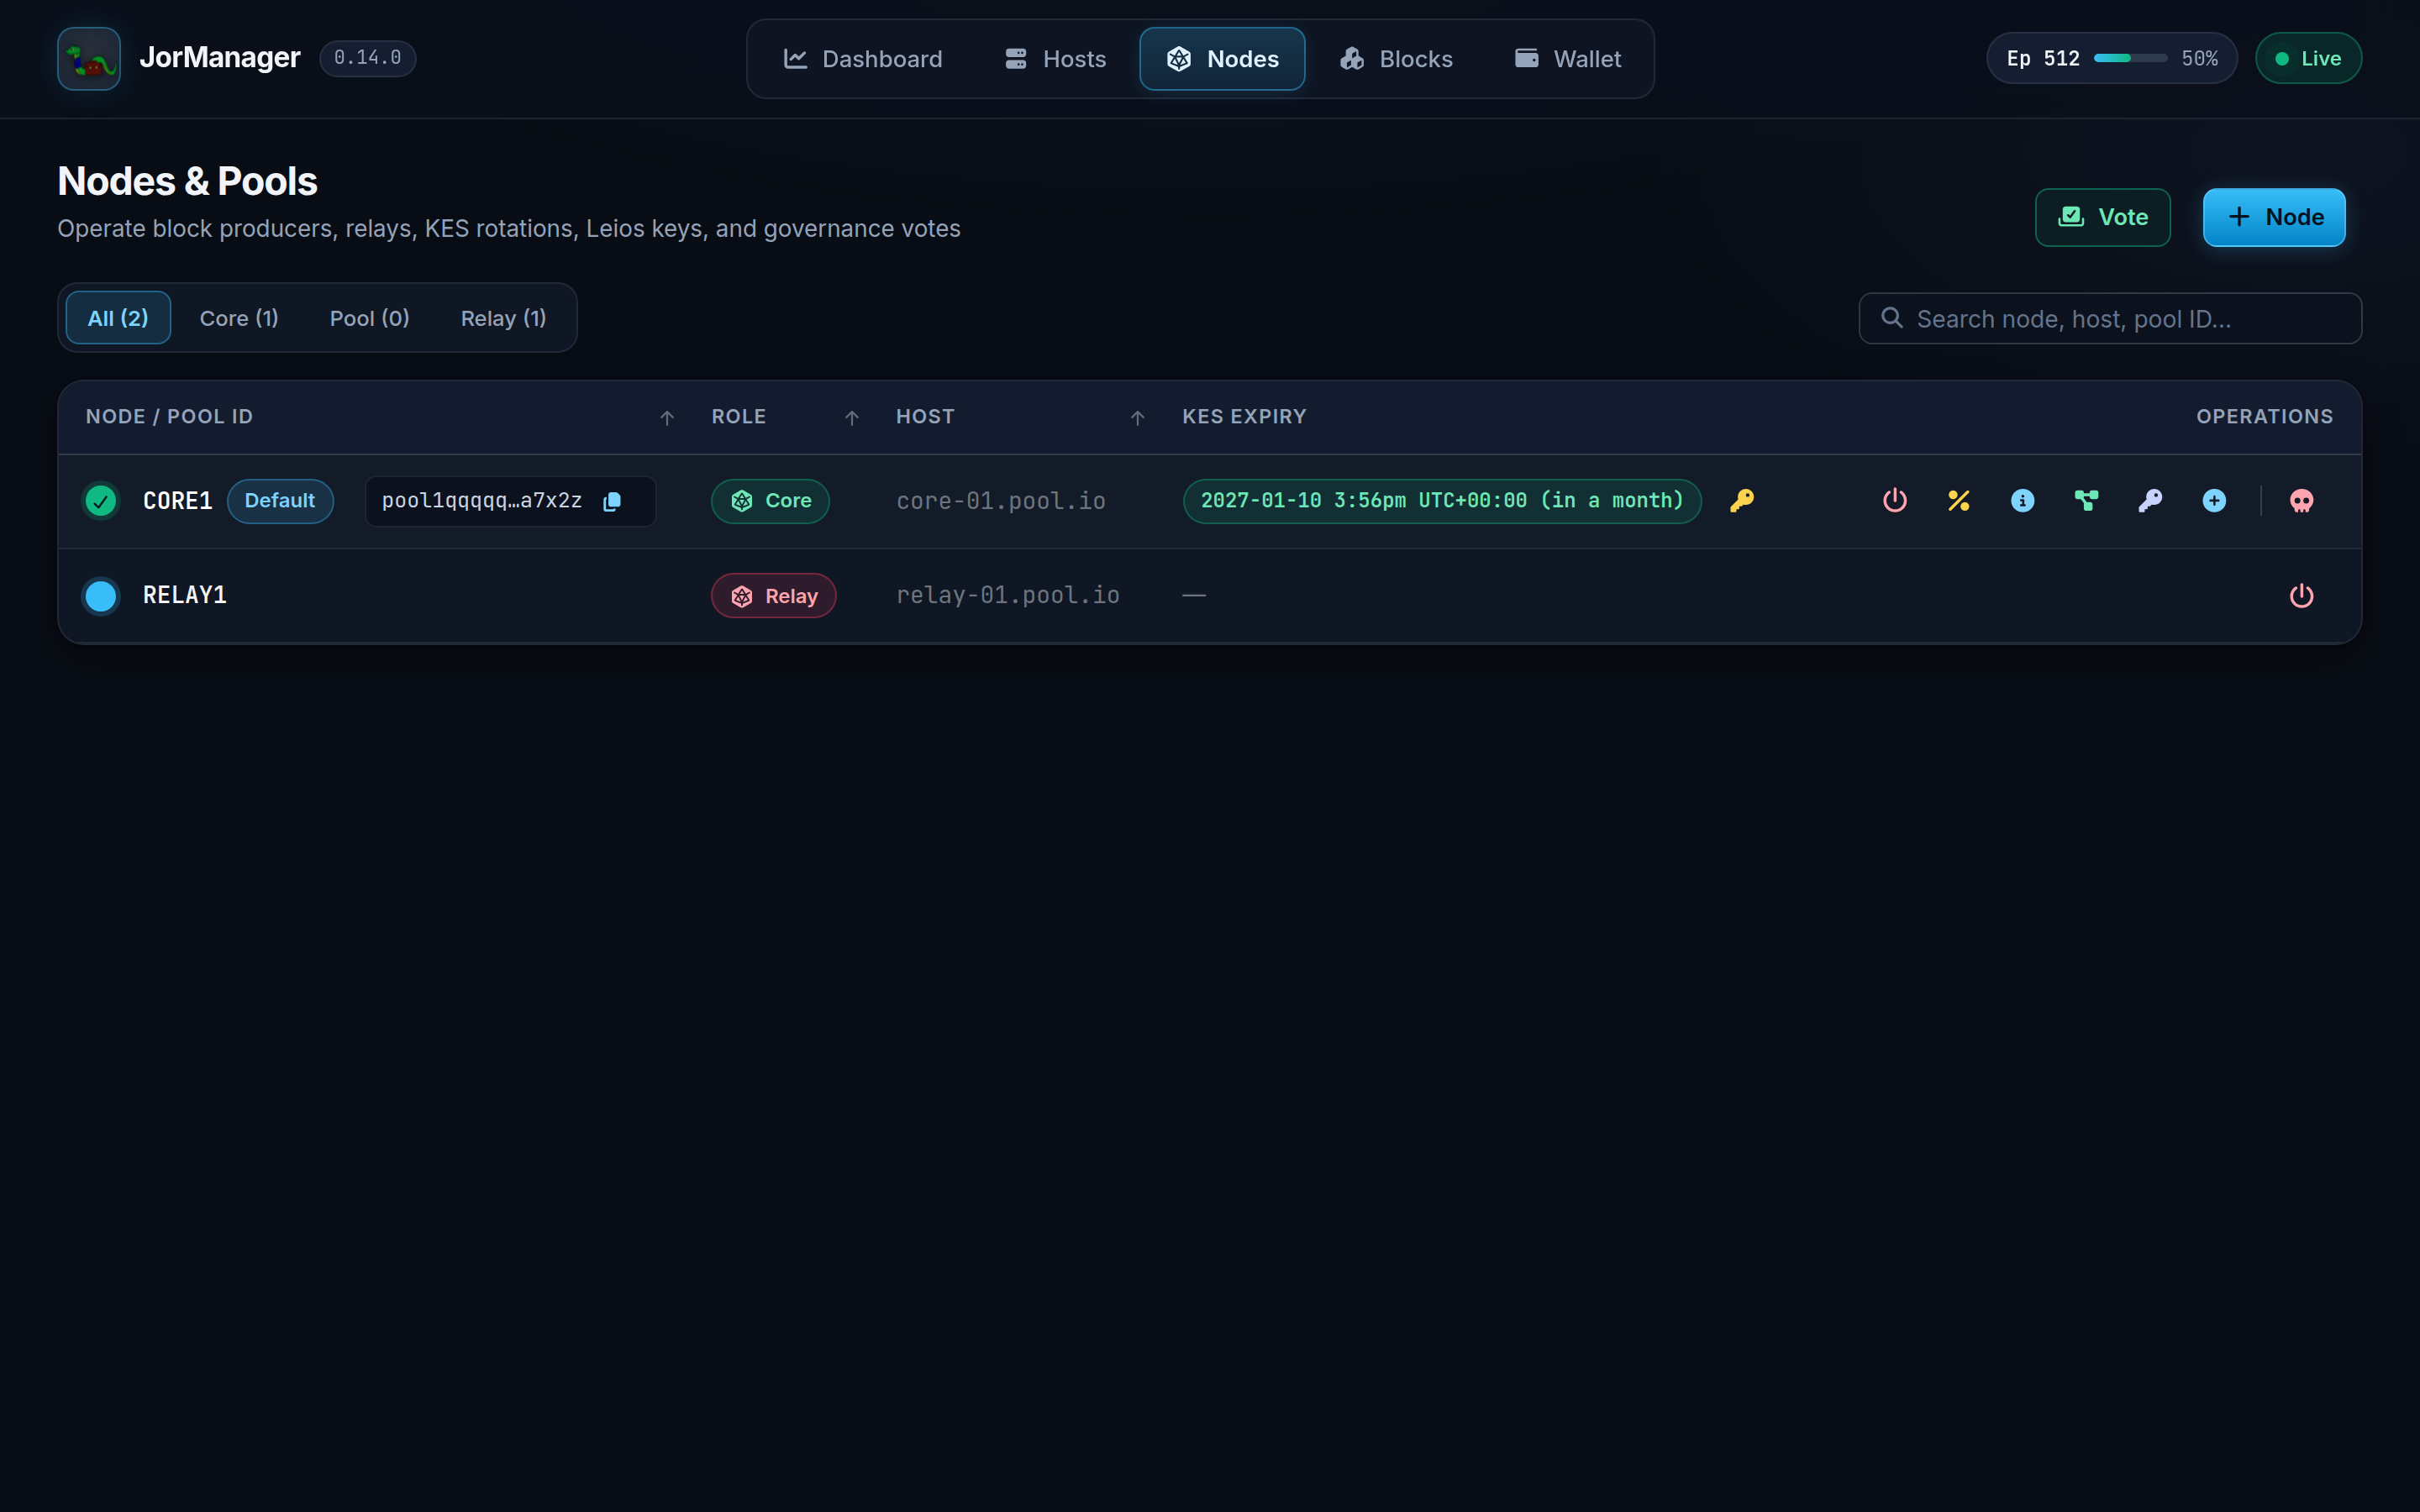 JorManager 0.14.0 Dashboard Hosts Nodes Blocks Wallet Ep 512 50% Live
Nodes & Pools
Operate block producers, relays, KES rotations, Leios keys, and governance votes
Vote Node
All (2) Core (1) Pool (0) Relay (1) Search node, host, pool ID...
NODE / POOL ID ROLE HOST KES EXPIRY OPERATIONS
CORE1 Default pool1qqqqq…a7x2z Core core-01.pool.io 2027-01-10 3:56pm UTC+00:00 (in a month)
RELAY1 Relay relay-01.pool.io —